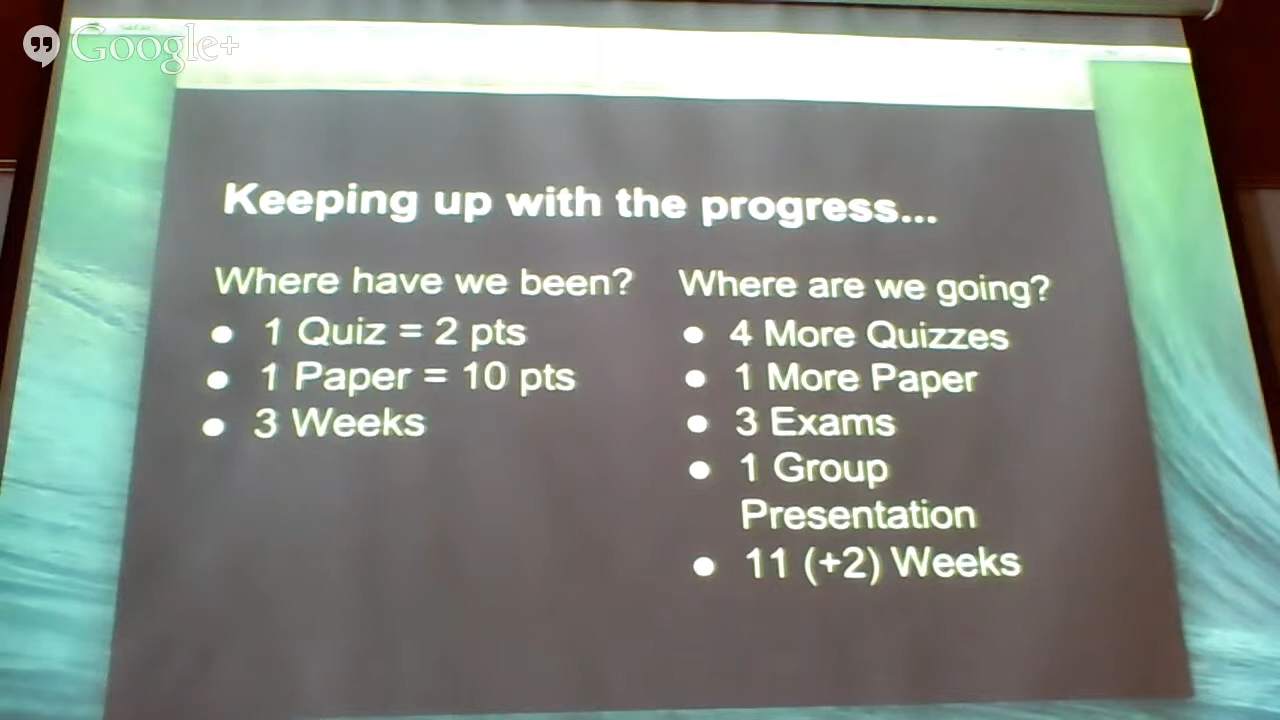 Google+
Keeping up with the progress...
Where have we been?
● 1 Quiz = 2 pts
● 1 Paper = 10 pts
● 3 Weeks
Where are we going?
● 4 More Quizzes
● 1 More Paper
● 3 Exams
● 1 Group
Presentation
● 11 (+2) Weeks